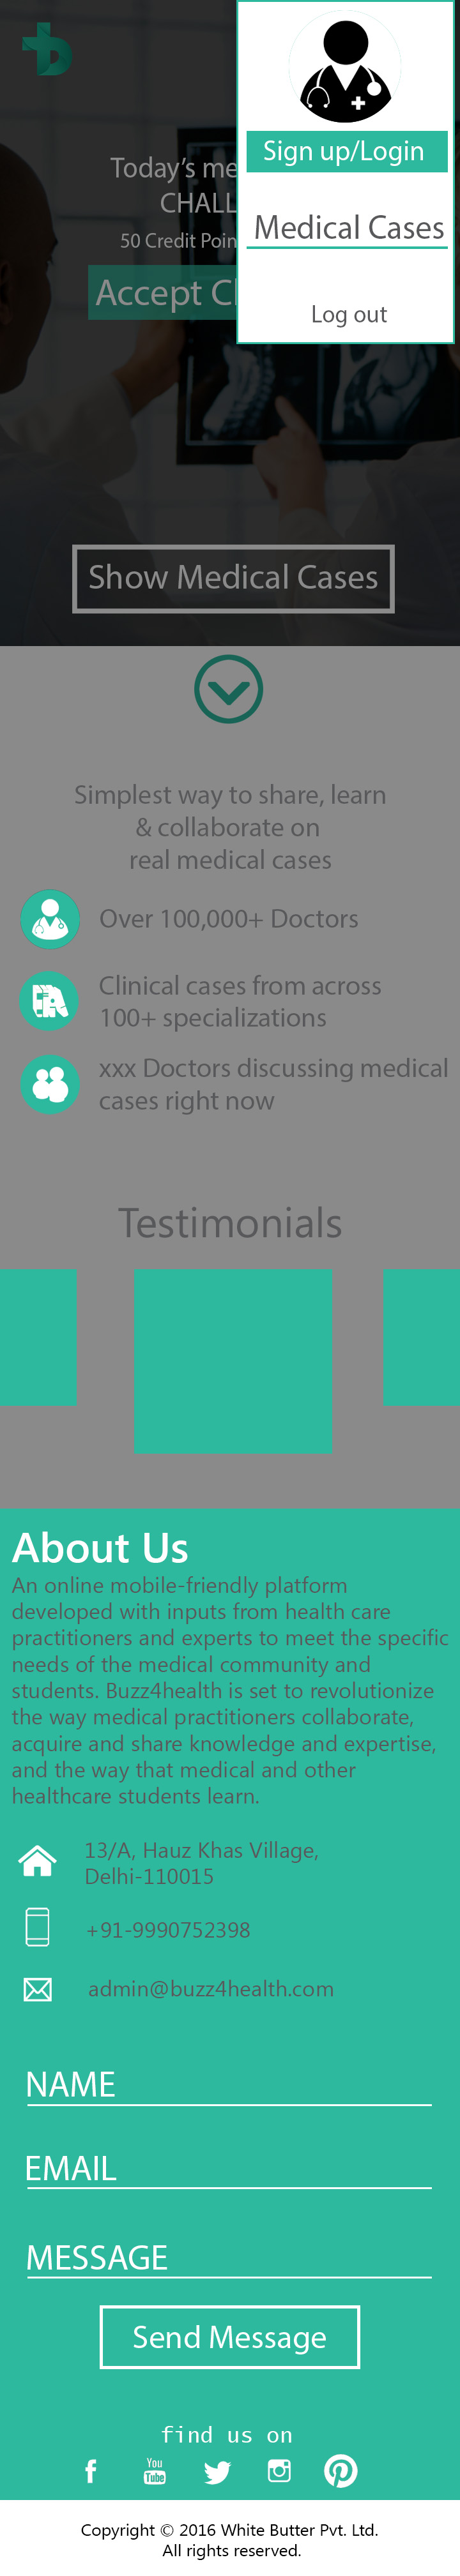 Sign up/Login
Medical Cases
Log out
Today's me
CHALL
50 Credit Poin
Accept C
Show Medical Cases
Simplest way to share, learn
& collaborate on
real medical cases
Over 100,000+ Doctors
Clinical cases from across
100+ specializations
xxx Doctors discussing medical
cases right now
Testimonials
About Us
An online mobile-friendly platform
developed with inputs from health care
practitioners and experts to meet the specific
needs of the medical community and
students. Buzz4health is set to revolutionize
the way medical practitioners collaborate,
acquire and share knowledge and expertise,
and the way that medical and other
healthcare students learn.
13/A, Hauz Khas Village,
Delhi-110015
+91-9990752398
admin@buzz4health.com
NAME
EMAIL
MESSAGE
Send Message
find us on
You
Tube
Copyright © 2016 White Butter Pvt. Ltd.
All rights reserved.